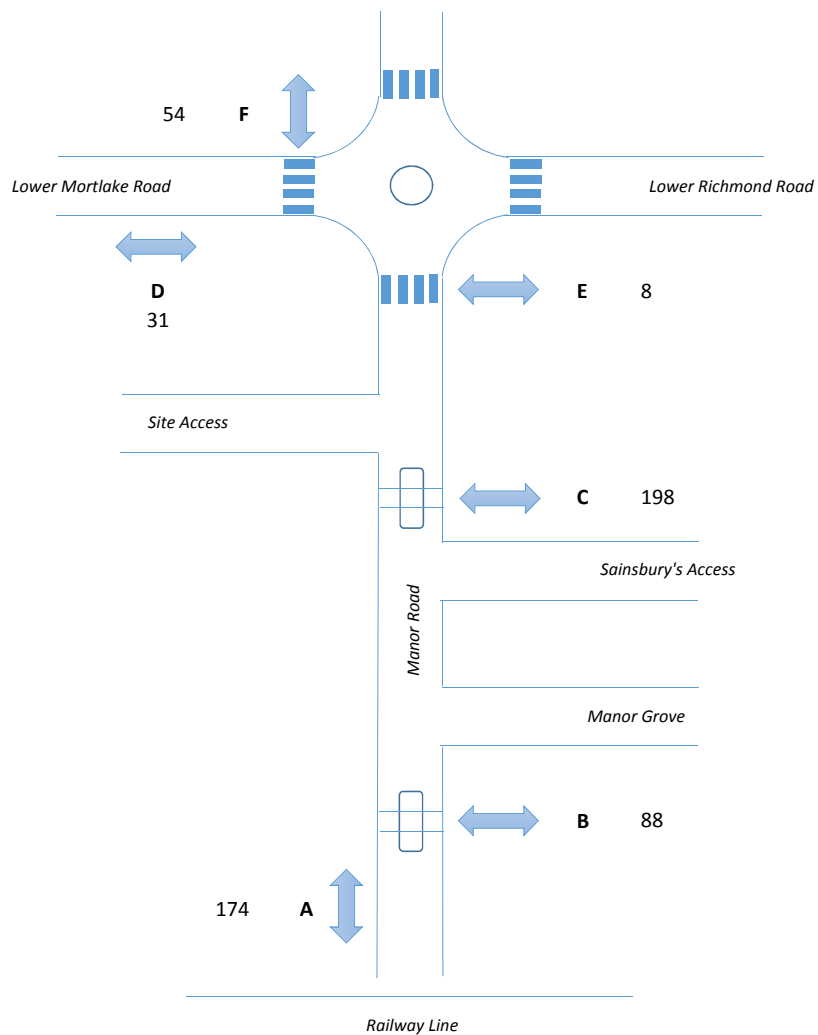 54 F
Lower Mortlake Road
Lower Richmond Road
D
31
E 8
Site Access
C 198
Sainsbury's Access
Manor Road
Manor Grove
B 88
174 A
Railway Line